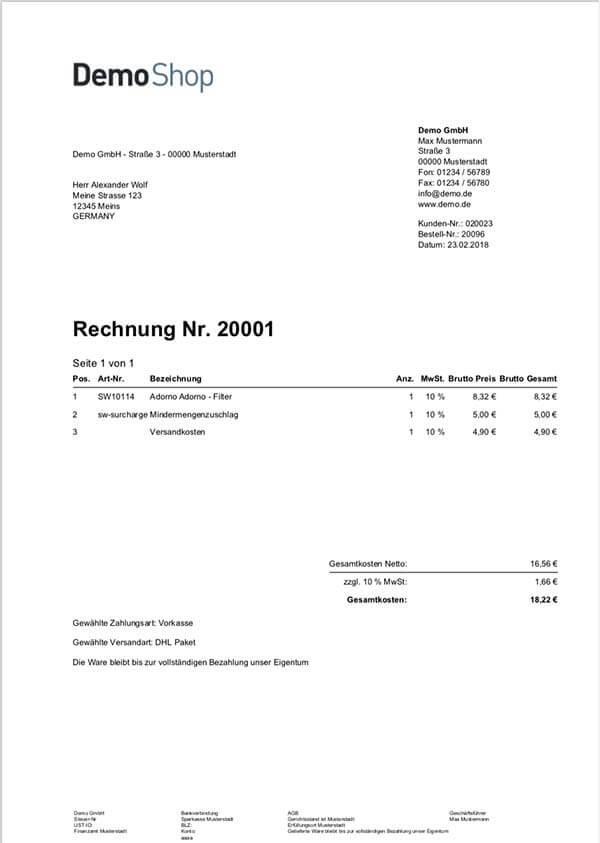 DemoShop
Demo GmbH
Max Mustermann
Straße 3
00000 Musterstadt
Fon: 01234 / 56789
Fax: 01234 / 56780
info@demo.de
www.demo.de
Demo GmbH - Straße 3 - 00000 Musterstadt
Herr Alexander Wolf
Meine Strasse 123
12345 Meins
GERMANY
Kunden-Nr.: 020023
Bestell-Nr.: 20096
Datum: 23.02.2018
Rechnung Nr. 20001
Seite 1 von 1
Pos. Art-Nr. Bezeichnung Anz. MwSt. Brutto Preis Brutto Gesamt
1 SW10114 Adorno Adorno - Filter 1 10 % 8,32 € 8,32 €
2 sw-surcharge Mindermengenzuschlag 1 10 % 5,00 € 5,00 €
3 Versandkosten 1 10 % 4,90 € 4,90 €
Gesamtkosten Netto: 16,56 €
zzgl. 10 % MwSt: 1,66 €
Gesamtkosten: 18,22 €
Gewählte Zahlungsart: Vorkasse
Gewählte Versandart: DHL Paket
Die Ware bleibt bis zur vollständigen Bezahlung unser Eigentum
Demo GmbH
Steuer-Nr
UST-ID:
Finanzamt Musterstadt
Bankverbindung
Sparkasse Musterstadt
BLZ:
Konto
aaaa
AGB
Gerichtsstand ist Musterstadt
Erfüllungsort Musterstadt
Gelieferte Ware bleibt bis zur vollständigen Bezahlung unser Eigentum
Geschäftsführer
Max Mustermann